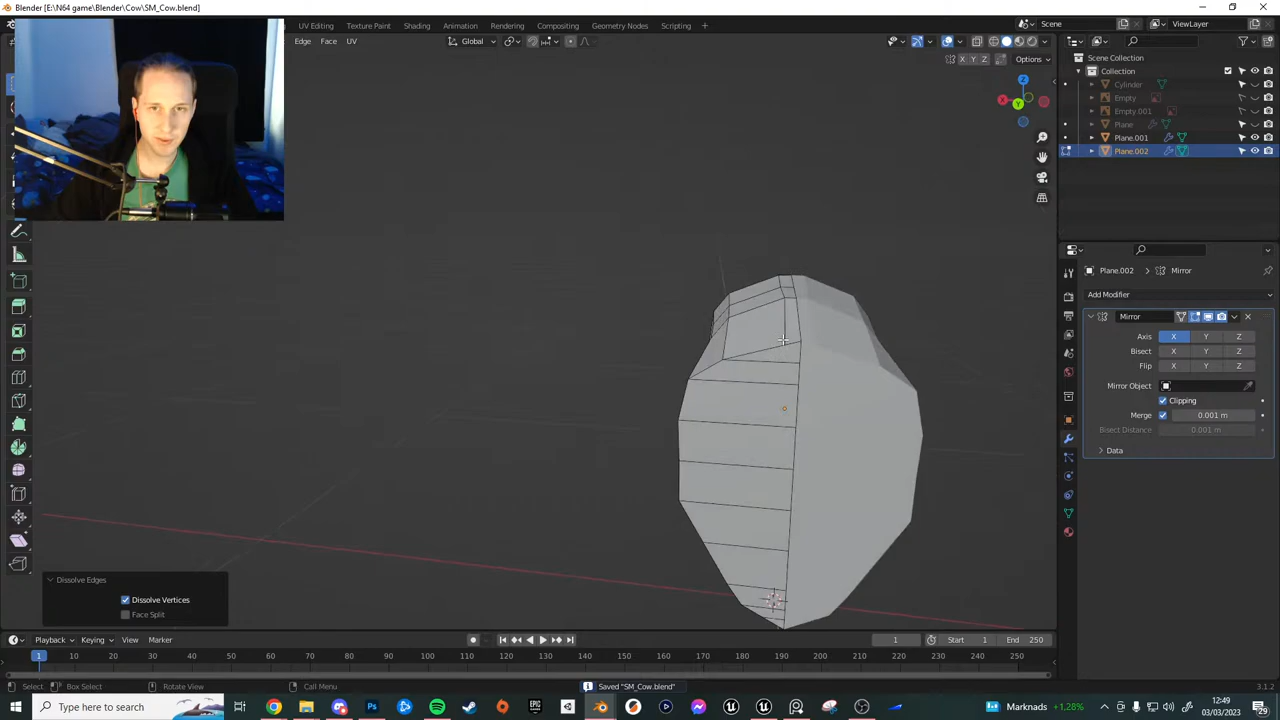 Blender [E:\N64 game\Blender\Cow\SM_Cow.blend]
UV Editing Texture Paint Shading Animation Rendering Compositing Geometry Nodes Scripting +
Scene ViewLayer
Edge Face UV Global
X Y Z Options
Scene Collection
Collection
Cylinder
Empty
Empty.001
Plane
Plane.001
Plane.002
Z
X
Y
Plane.002 > Mirror
Add Modifier
Mirror
Axis X Y Z
Bisect X Y Z
Flip X Y Z
Mirror Object
Clipping
Merge 0.001 m
Bisect Distance 0.001 m
Data
Dissolve Edges
Dissolve Vertices
Face Split
Playback Keying View Marker 1 Start 1 End 250
1 10 20 30 40 50 60 70 80 90 100 110 120 130 140 150 160 170 180 190 200 210 220 230 240 250
Select Box Select Rotate View Call Menu Saved "SM_Cow.blend" 3.1.2
Type here to search
Marknads +1,28%
12:49
03/03/2023